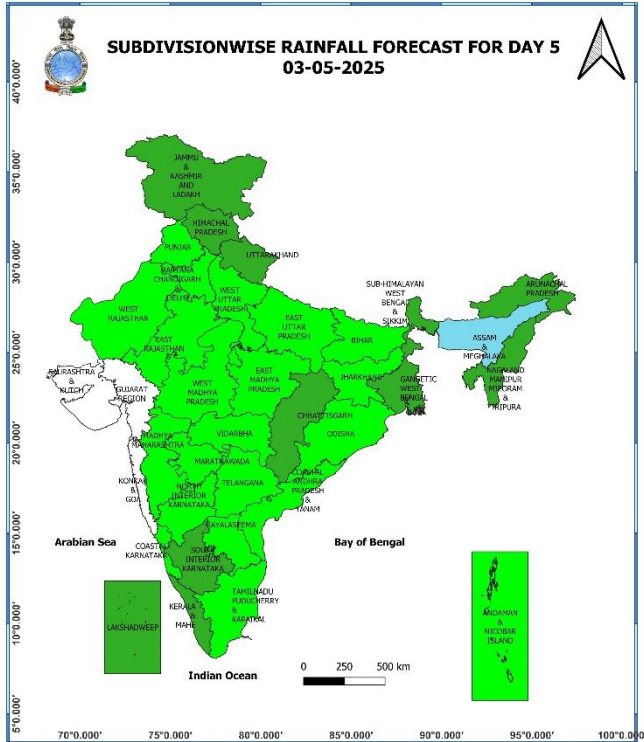 SUBDIVISIONWISE RAINFALL FORECAST FOR DAY 5
03-05-2025
40°0.000'
35°0.000'
30°0.000'
25°0.000'
20°0.000'
15°0.000'
10°0.000'
5°0.000'
JAMMU
&
KASHMIR
AND
LADAKH
HIMACHAL
PRADESH
PUNJAB
UTTARAKHAND
HARYANA
CHANDIGARH
&
DELHI
WEST
UTTAR
PRADESH
SUB-HIMALAYAN
WEST
BENGAL
&
SIKKIM
ARUNACHAL
PRADESH
WEST
RAJASTHAN
EAST
UTTAR
PRADESH
EAST
RAJASTHAN
BIHAR
ASSAM
&
MEGHALAYA
NAGALAND
MANIPUR
MIZORAM
&
TRIPURA
SAURASHTRA
&
KUTCH
GUJARAT
REGION
WEST
MADHYA
PRADESH
EAST
MADHYA
PRADESH
JHARKHAND
GANGETIC
WEST
BENGAL
CHHATTISGARH
ODISHA
MADHYA
MAHARASHTRA
VIDARBHA
MARATHWADA
KONKAN
&
GOA
NORTH
INTERIOR
KARNATAKA
TELANGANA
COASTAL
ANDHRA
PRADESH
&
YANAM
RAYALASEEMA
Arabian Sea
Bay of Bengal
COASTAL
KARNATAKA
SOUTH
INTERIOR
KARNATAKA
LAKSHADWEEP
KERALA
&
MAHE
TAMILNADU
PUDUCHERRY
&
KARAIKAL
ANDAMAN
&
NICOBAR
ISLAND
Indian Ocean
0 250 500 km
70°0.000' 75°0.000' 80°0.000' 85°0.000' 90°0.000' 95°0.000' 100°0.000'